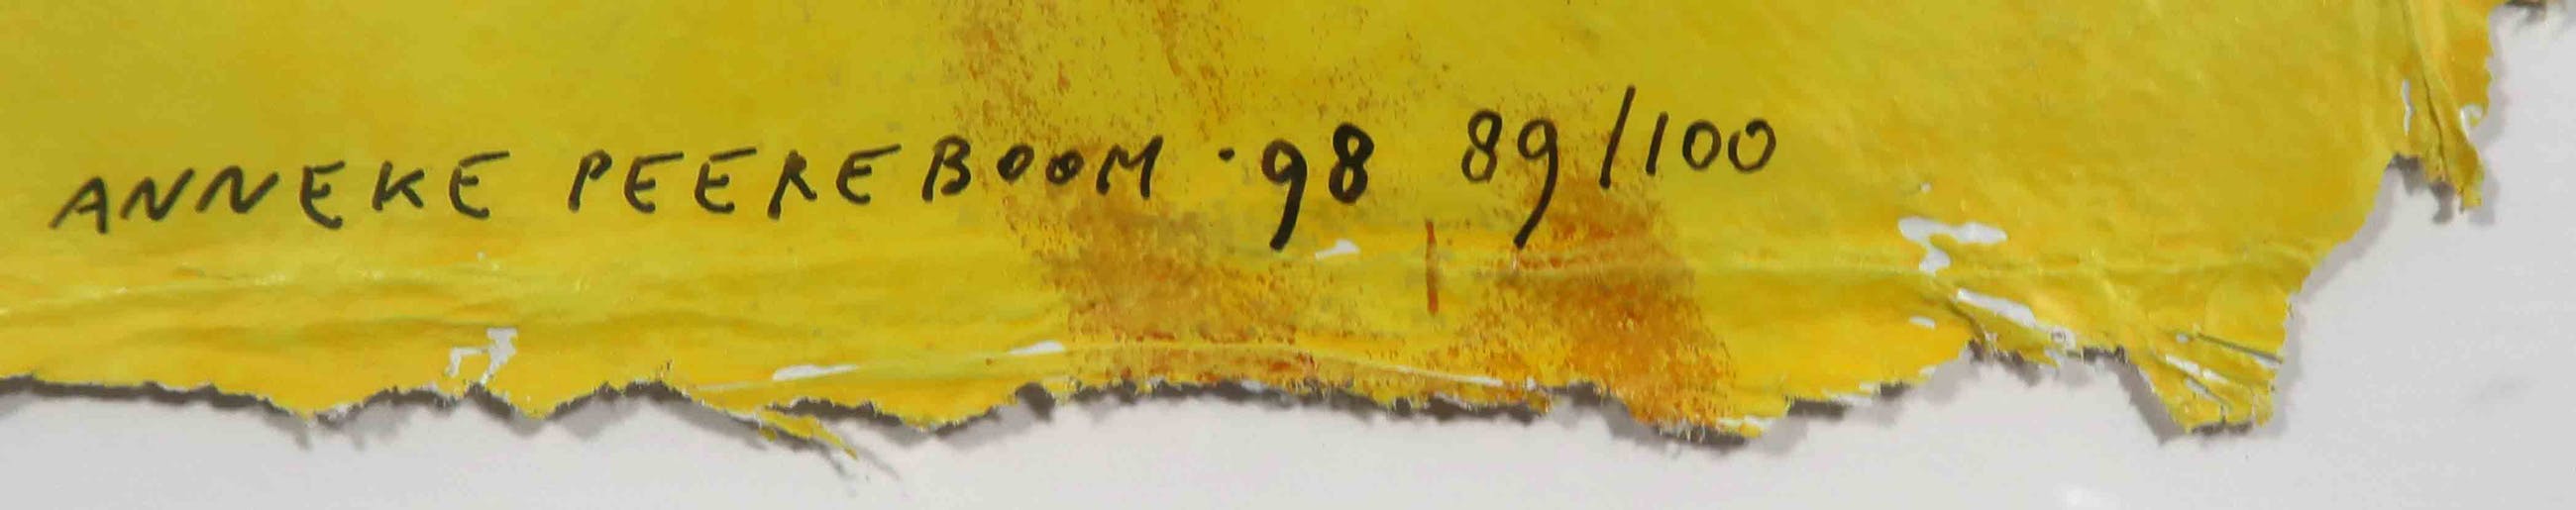 ANNEKE PEEREBOOM ·98 89/100